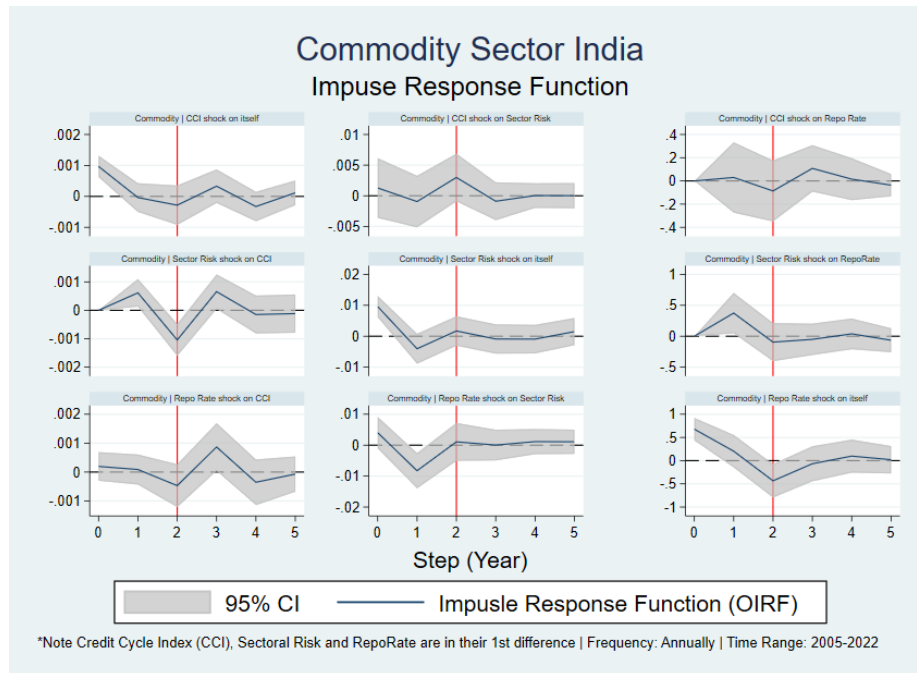 Commodity Sector India
Impuse Response Function
Commodity | CCI shock on itself
Commodity | CCI shock on Sector Risk
Commodity | CCI shock on Repo Rate
.002
.001
0
-.001
.01
.005
0
-.005
.4
.2
0
-.2
-.4
Commodity | Sector Risk shock on CCI
Commodity | Sector Risk shock on itself
Commodity | Sector Risk shock on RepoRate
.001
0
-.001
-.002
.02
.01
0
-.01
1
.5
0
-.5
Commodity | Repo Rate shock on CCI
Commodity | Repo Rate shock on Sector Risk
Commodity | Repo Rate shock on itself
.002
.001
0
-.001
.01
0
-.01
-.02
1
.5
0
-.5
-1
0 1 2 3 4 5
0 1 2 3 4 5
0 1 2 3 4 5
Step (Year)
95% CI
Impusle Response Function (OIRF)
*Note Credit Cycle Index (CCI), Sectoral Risk and RepoRate are in their 1st difference | Frequency: Annually | Time Range: 2005-2022